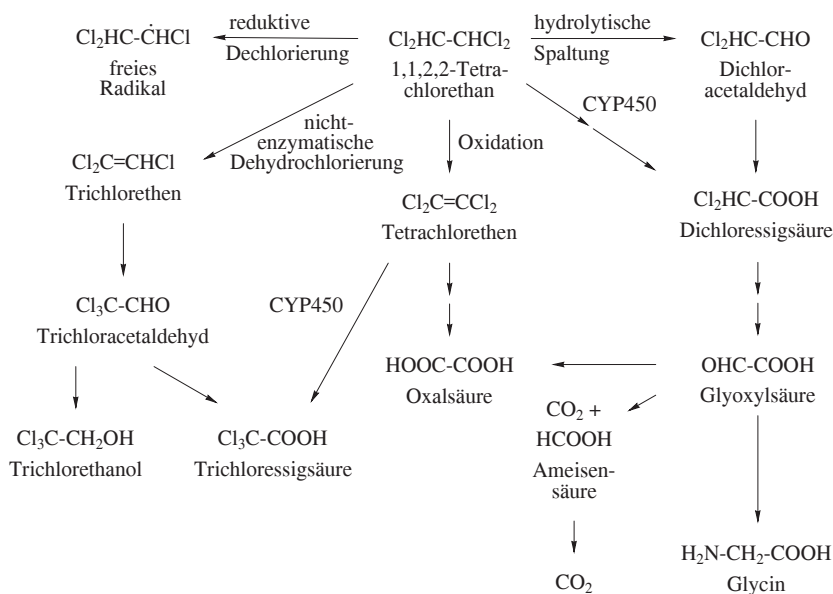 Cl₂HC-ĊHCl
freies
Radikal
reduktive
Dechlorierung
Cl₂HC-CHCl₂
1,1,2,2-Tetra-
chlorethan
hydrolytische
Spaltung
Cl₂HC-CHO
Dichlor-
acetaldehyd
nicht-
enzymatische
Dehydrochlorierung
Oxidation
CYP450
Cl₂C=CHCl
Trichlorethen
Cl₂C=CCl₂
Tetrachlorethen
Cl₂HC-COOH
Dichloressigsäure
Cl₃C-CHO
Trichloracetaldehyd
CYP450
HOOC-COOH
Oxalsäure
OHC-COOH
Glyoxylsäure
Cl₃C-CH₂OH
Trichlorethanol
Cl₃C-COOH
Trichloressigsäure
CO₂ +
HCOOH
Ameisen-
säure
CO₂
H₂N-CH₂-COOH
Glycin